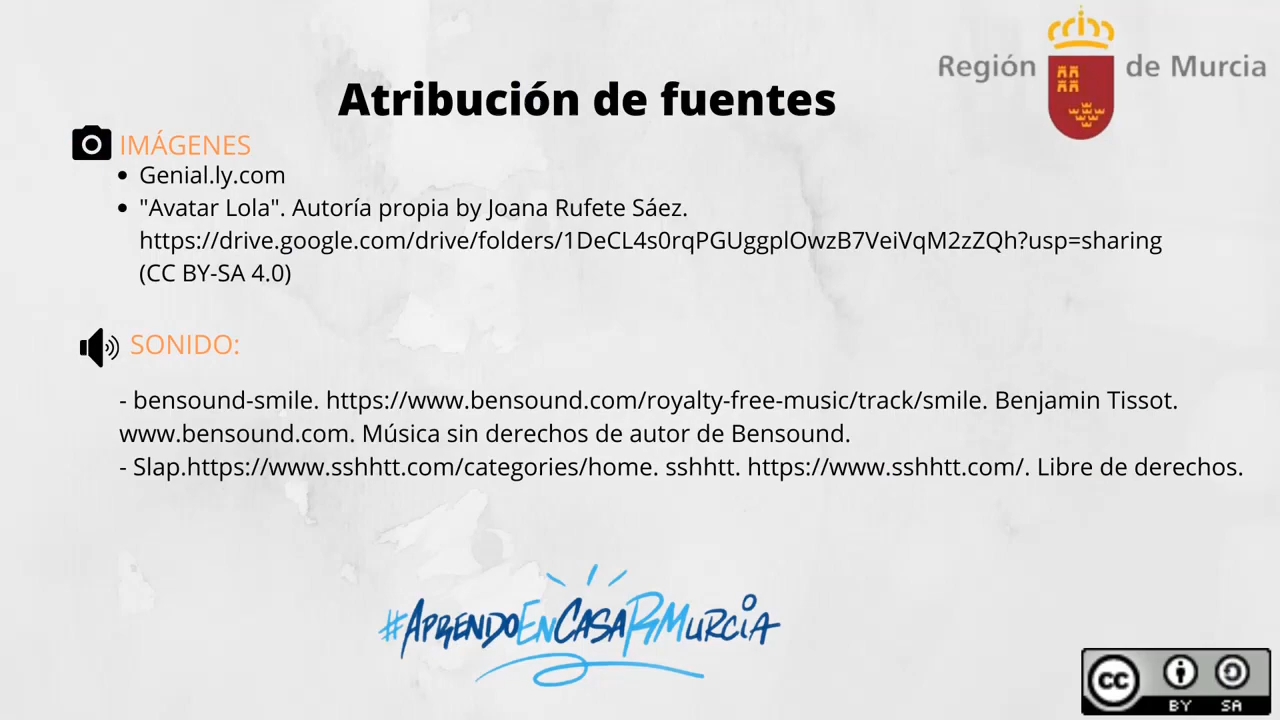 Región de Murcia
Atribución de fuentes
IMÁGENES
• Genial.ly.com
• "Avatar Lola". Autoría propia by Joana Rufete Sáez.
https://drive.google.com/drive/folders/1DeCL4s0rqPGUggplOwzB7VeiVqM2zZQh?usp=sharing
(CC BY-SA 4.0)
SONIDO:
- bensound-smile. https://www.bensound.com/royalty-free-music/track/smile. Benjamin Tissot.
www.bensound.com. Música sin derechos de autor de Bensound.
- Slap.https://www.sshhtt.com/categories/home. sshhtt. https://www.sshhtt.com/. Libre de derechos.
#APRENDOENCASARMURCIA
cc BY SA